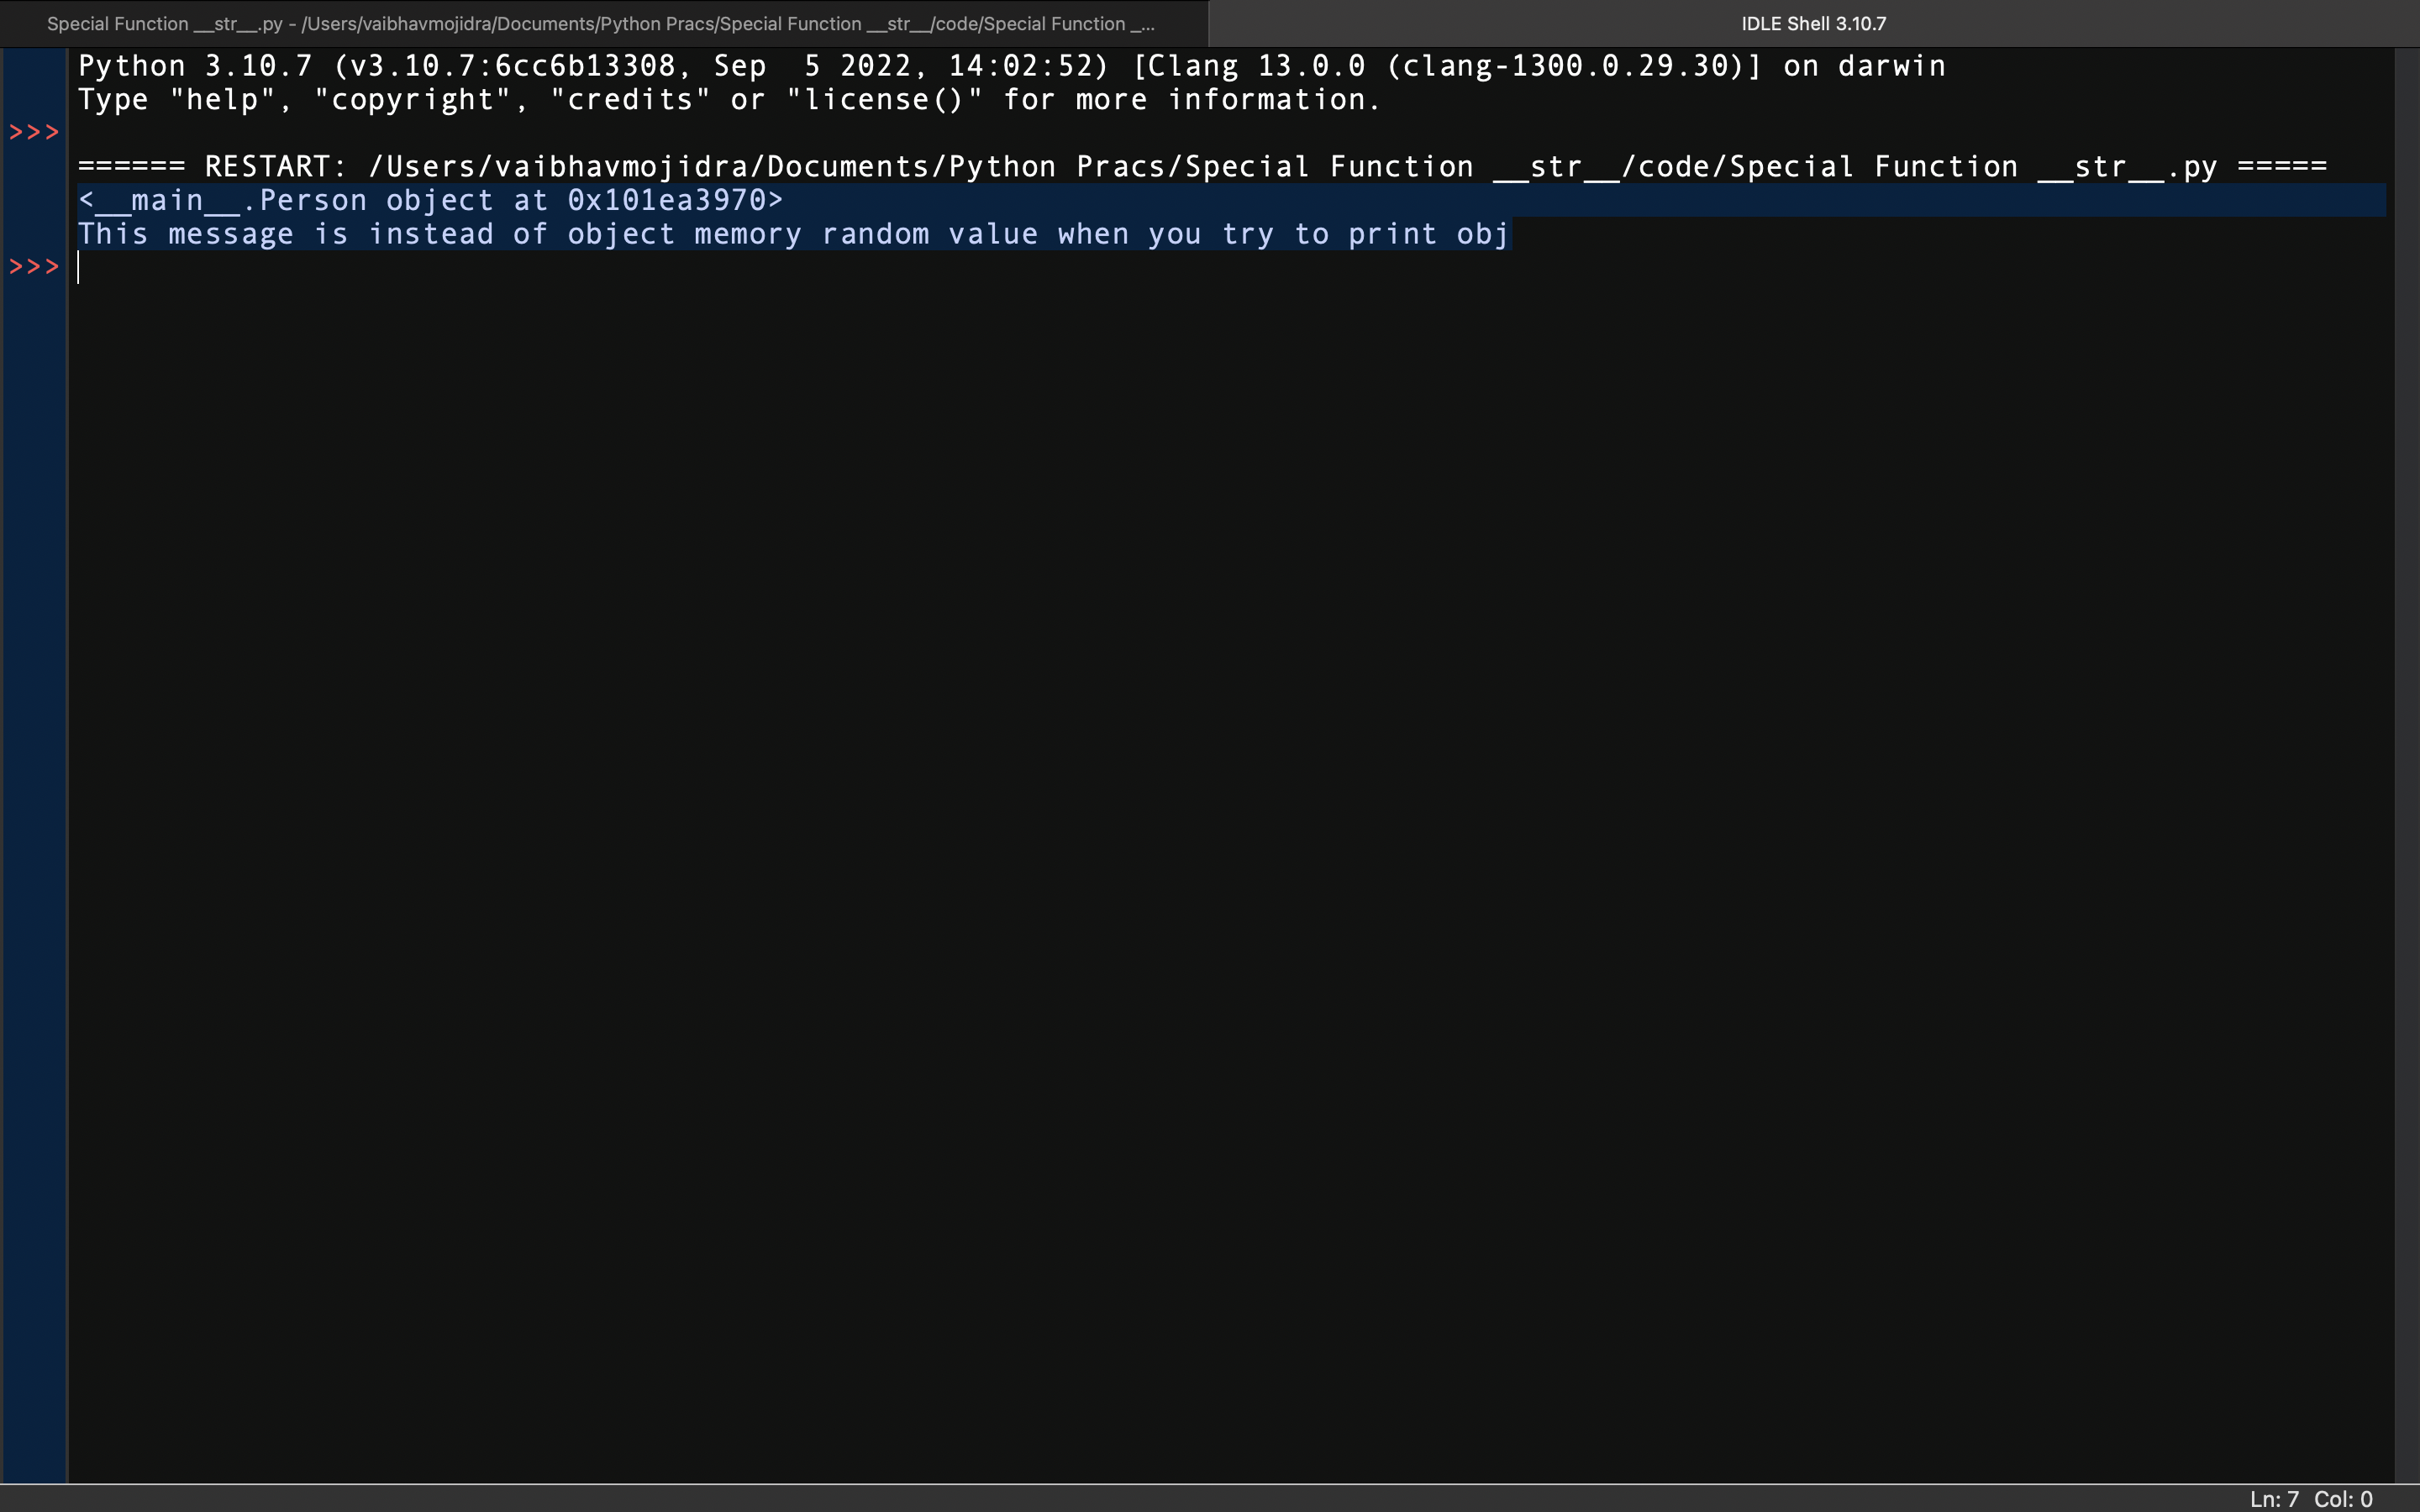 Special Function __str__.py - /Users/vaibhavmojidra/Documents/Python Pracs/Special Function __str__/code/Special Function _...
IDLE Shell 3.10.7
Python 3.10.7 (v3.10.7:6cc6b13308, Sep  5 2022, 14:02:52) [Clang 13.0.0 (clang-1300.0.29.30)] on darwin
Type "help", "copyright", "credits" or "license()" for more information.
>>>
====== RESTART: /Users/vaibhavmojidra/Documents/Python Pracs/Special Function __str__/code/Special Function __str__.py =====
<__main__.Person object at 0x101ea3970>
This message is instead of object memory random value when you try to print obj
>>>
Ln: 7 Col: 0